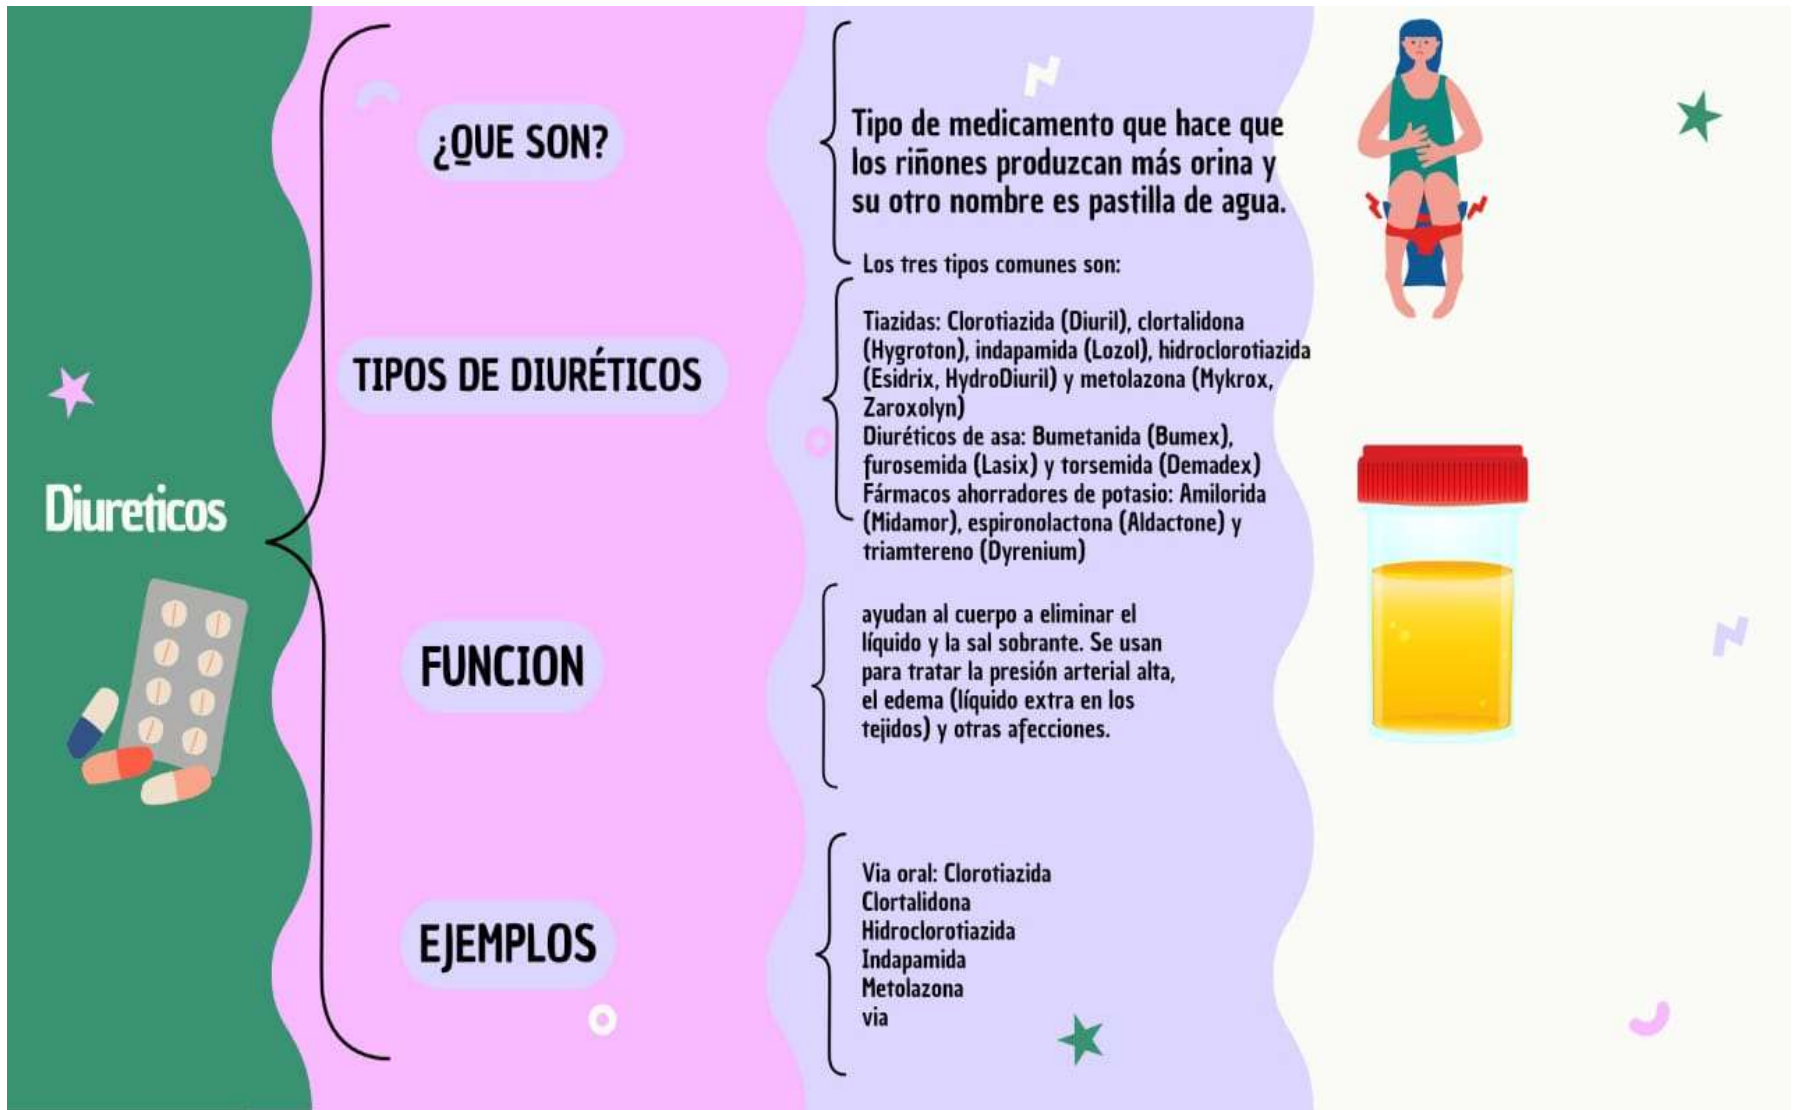 Diureticos
¿QUE SON?
Tipo de medicamento que hace que
los riñones produzcan más orina y
su otro nombre es pastilla de agua.
TIPOS DE DIURÉTICOS
Los tres tipos comunes son:
Tiazidas: Clorotiazida (Diuril), clortalidona
(Hygroton), indapamida (Lozol), hidroclorotiazida
(Esidrix, HydroDiuril) y metolazona (Mykrox,
Zaroxolyn)
Diuréticos de asa: Bumetanida (Bumex),
furosemida (Lasix) y torsemida (Demadex)
Fármacos ahorradores de potasio: Amilorida
(Midamor), espironolactona (Aldactone) y
triamtereno (Dyrenium)
FUNCION
ayudan al cuerpo a eliminar el
líquido y la sal sobrante. Se usan
para tratar la presión arterial alta,
el edema (líquido extra en los
tejidos) y otras afecciones.
EJEMPLOS
Via oral: Clorotiazida
Clortalidona
Hidroclorotiazida
Indapamida
Metolazona
via